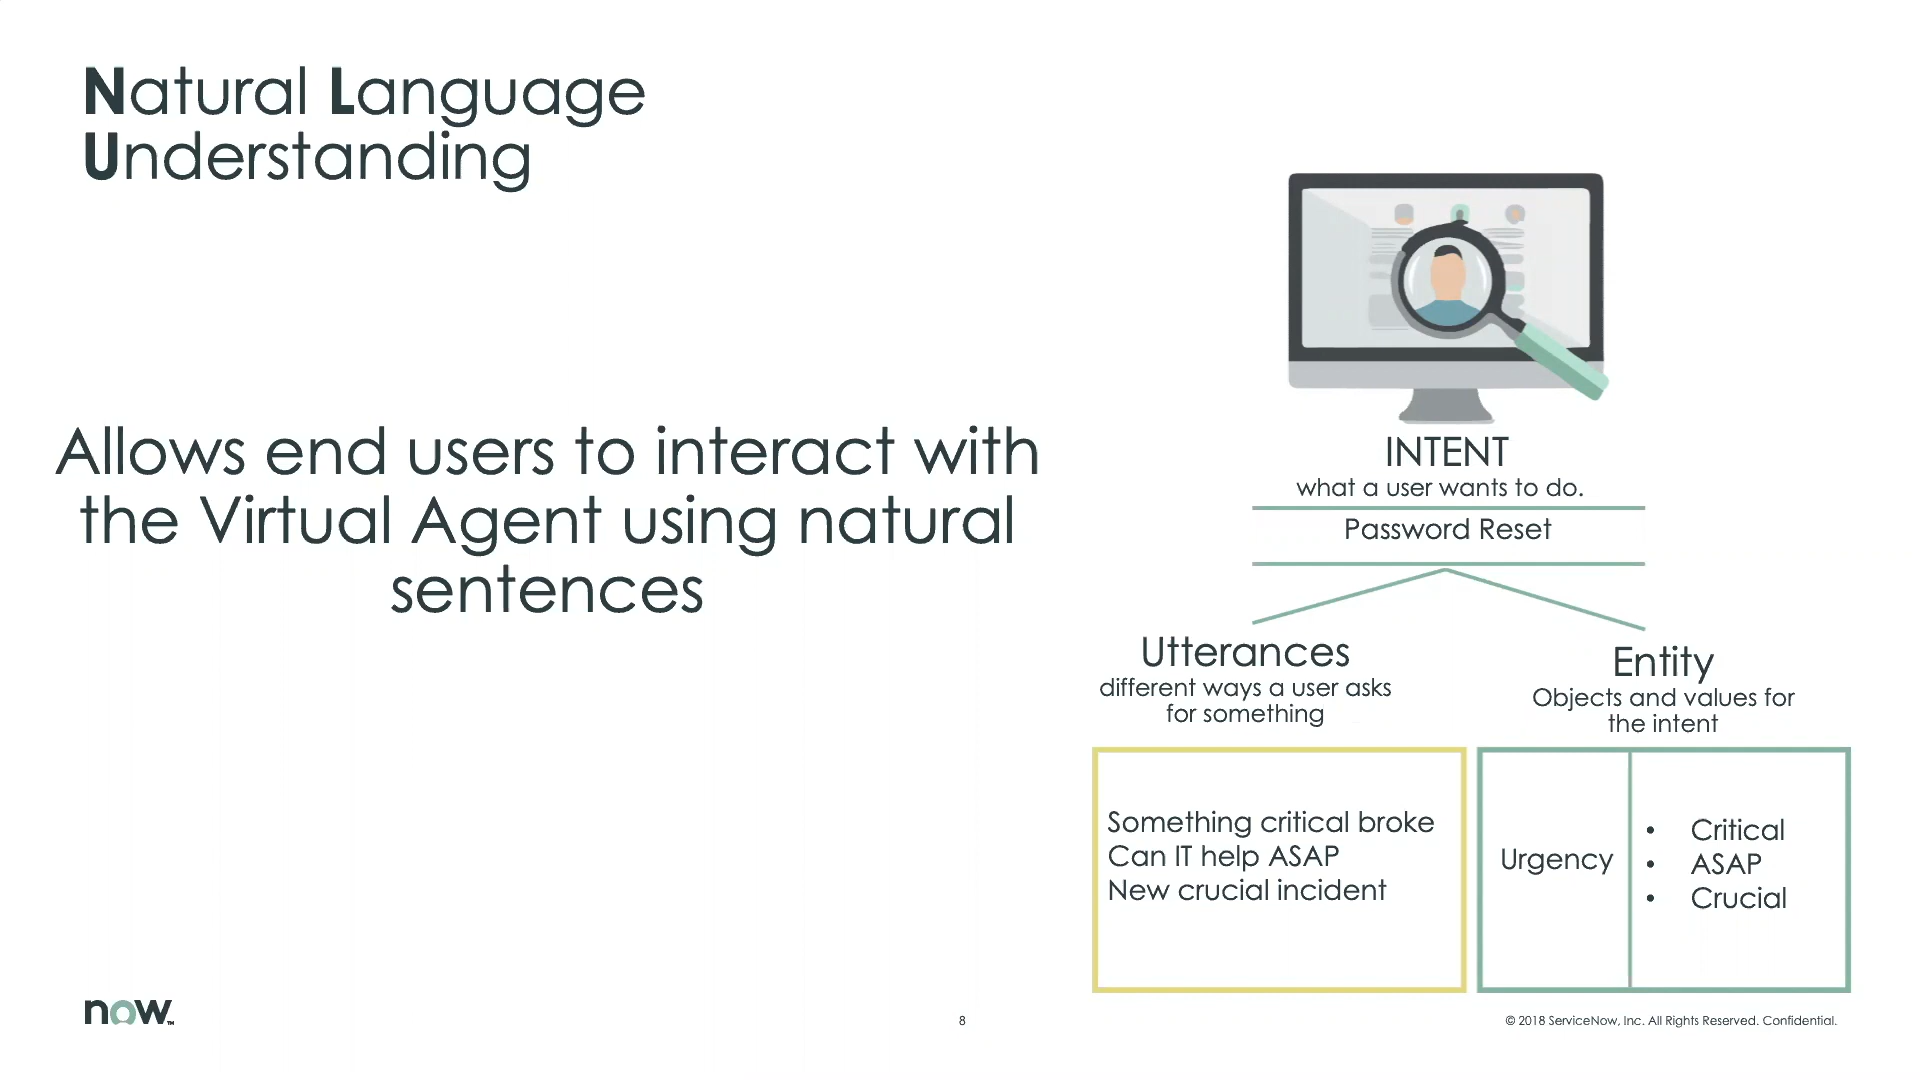 Natural Language
Understanding
Allows end users to interact with
the Virtual Agent using natural
sentences
INTENT
what a user wants to do.
Password Reset
Utterances
different ways a user asks
for something
Entity
Objects and values for
the intent
Something critical broke
Can IT help ASAP
New crucial incident
Urgency
• Critical
• ASAP
• Crucial
now™
8
© 2018 ServiceNow, Inc. All Rights Reserved. Confidential.